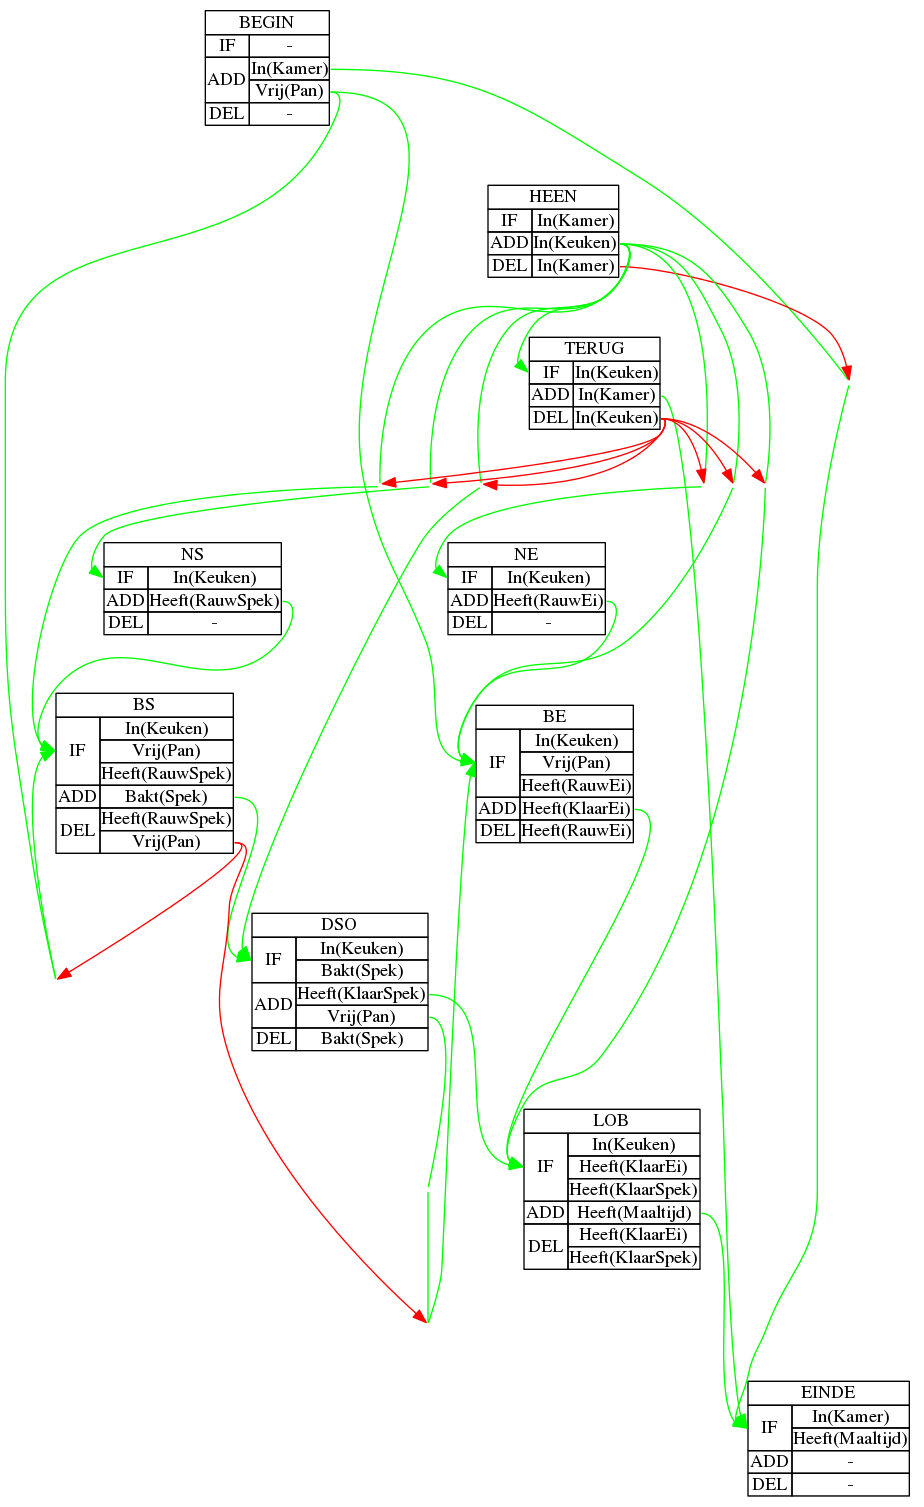 BEGIN
IF -
ADD In(Kamer)
Vrij(Pan)
DEL -
HEEN
IF In(Kamer)
ADD In(Keuken)
DEL In(Kamer)
TERUG
IF In(Keuken)
ADD In(Kamer)
DEL In(Keuken)
NS
IF In(Keuken)
ADD Heeft(RauwSpek)
DEL -
NE
IF In(Keuken)
ADD Heeft(RauwEi)
DEL -
BS
IF In(Keuken)
Vrij(Pan)
Heeft(RauwSpek)
ADD Bakt(Spek)
DEL Heeft(RauwSpek)
Vrij(Pan)
BE
IF In(Keuken)
Vrij(Pan)
Heeft(RauwEi)
ADD Heeft(KlaarEi)
DEL Heeft(RauwEi)
DSO
IF In(Keuken)
Bakt(Spek)
ADD Heeft(KlaarSpek)
Vrij(Pan)
DEL Bakt(Spek)
LOB
IF In(Keuken)
Heeft(KlaarEi)
Heeft(KlaarSpek)
ADD Heeft(Maaltijd)
DEL Heeft(KlaarEi)
Heeft(KlaarSpek)
EINDE
IF In(Kamer)
Heeft(Maaltijd)
ADD -
DEL -